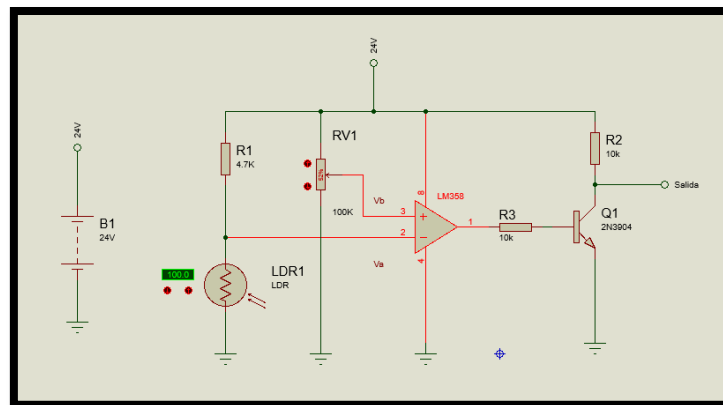 24V
24V
B1
24V
R1
4.7K
RV1
52%
100K
Vb
Va
100.0
LDR1
LDR
LM358
8
3
2
1
4
R3
10k
R2
10k
Salida
Q1
2N3904